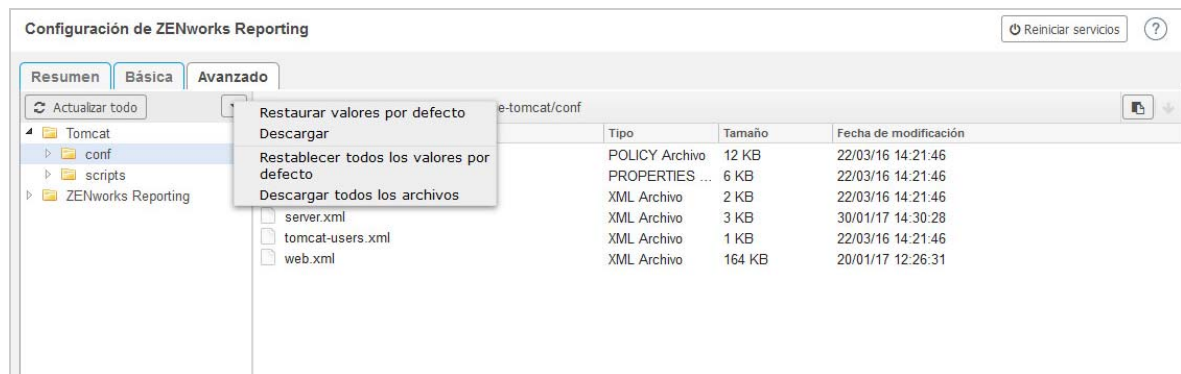 Configuración de ZENworks Reporting
Reiniciar servicios
?
Resumen
Básica
Avanzado
Actualizar todo
e-tomcat/conf
Restaurar valores por defecto
Descargar
Restablecer todos los valores por
defecto
Descargar todos los archivos
Tomcat
conf
scripts
ZENworks Reporting
Tipo Tamaño Fecha de modificación
POLICY Archivo 12 KB 22/03/16 14:21:46
PROPERTIES ... 6 KB 22/03/16 14:21:46
XML Archivo 2 KB 22/03/16 14:21:46
server.xml XML Archivo 3 KB 30/01/17 14:30:28
tomcat-users.xml XML Archivo 1 KB 22/03/16 14:21:46
web.xml XML Archivo 164 KB 20/01/17 12:26:31